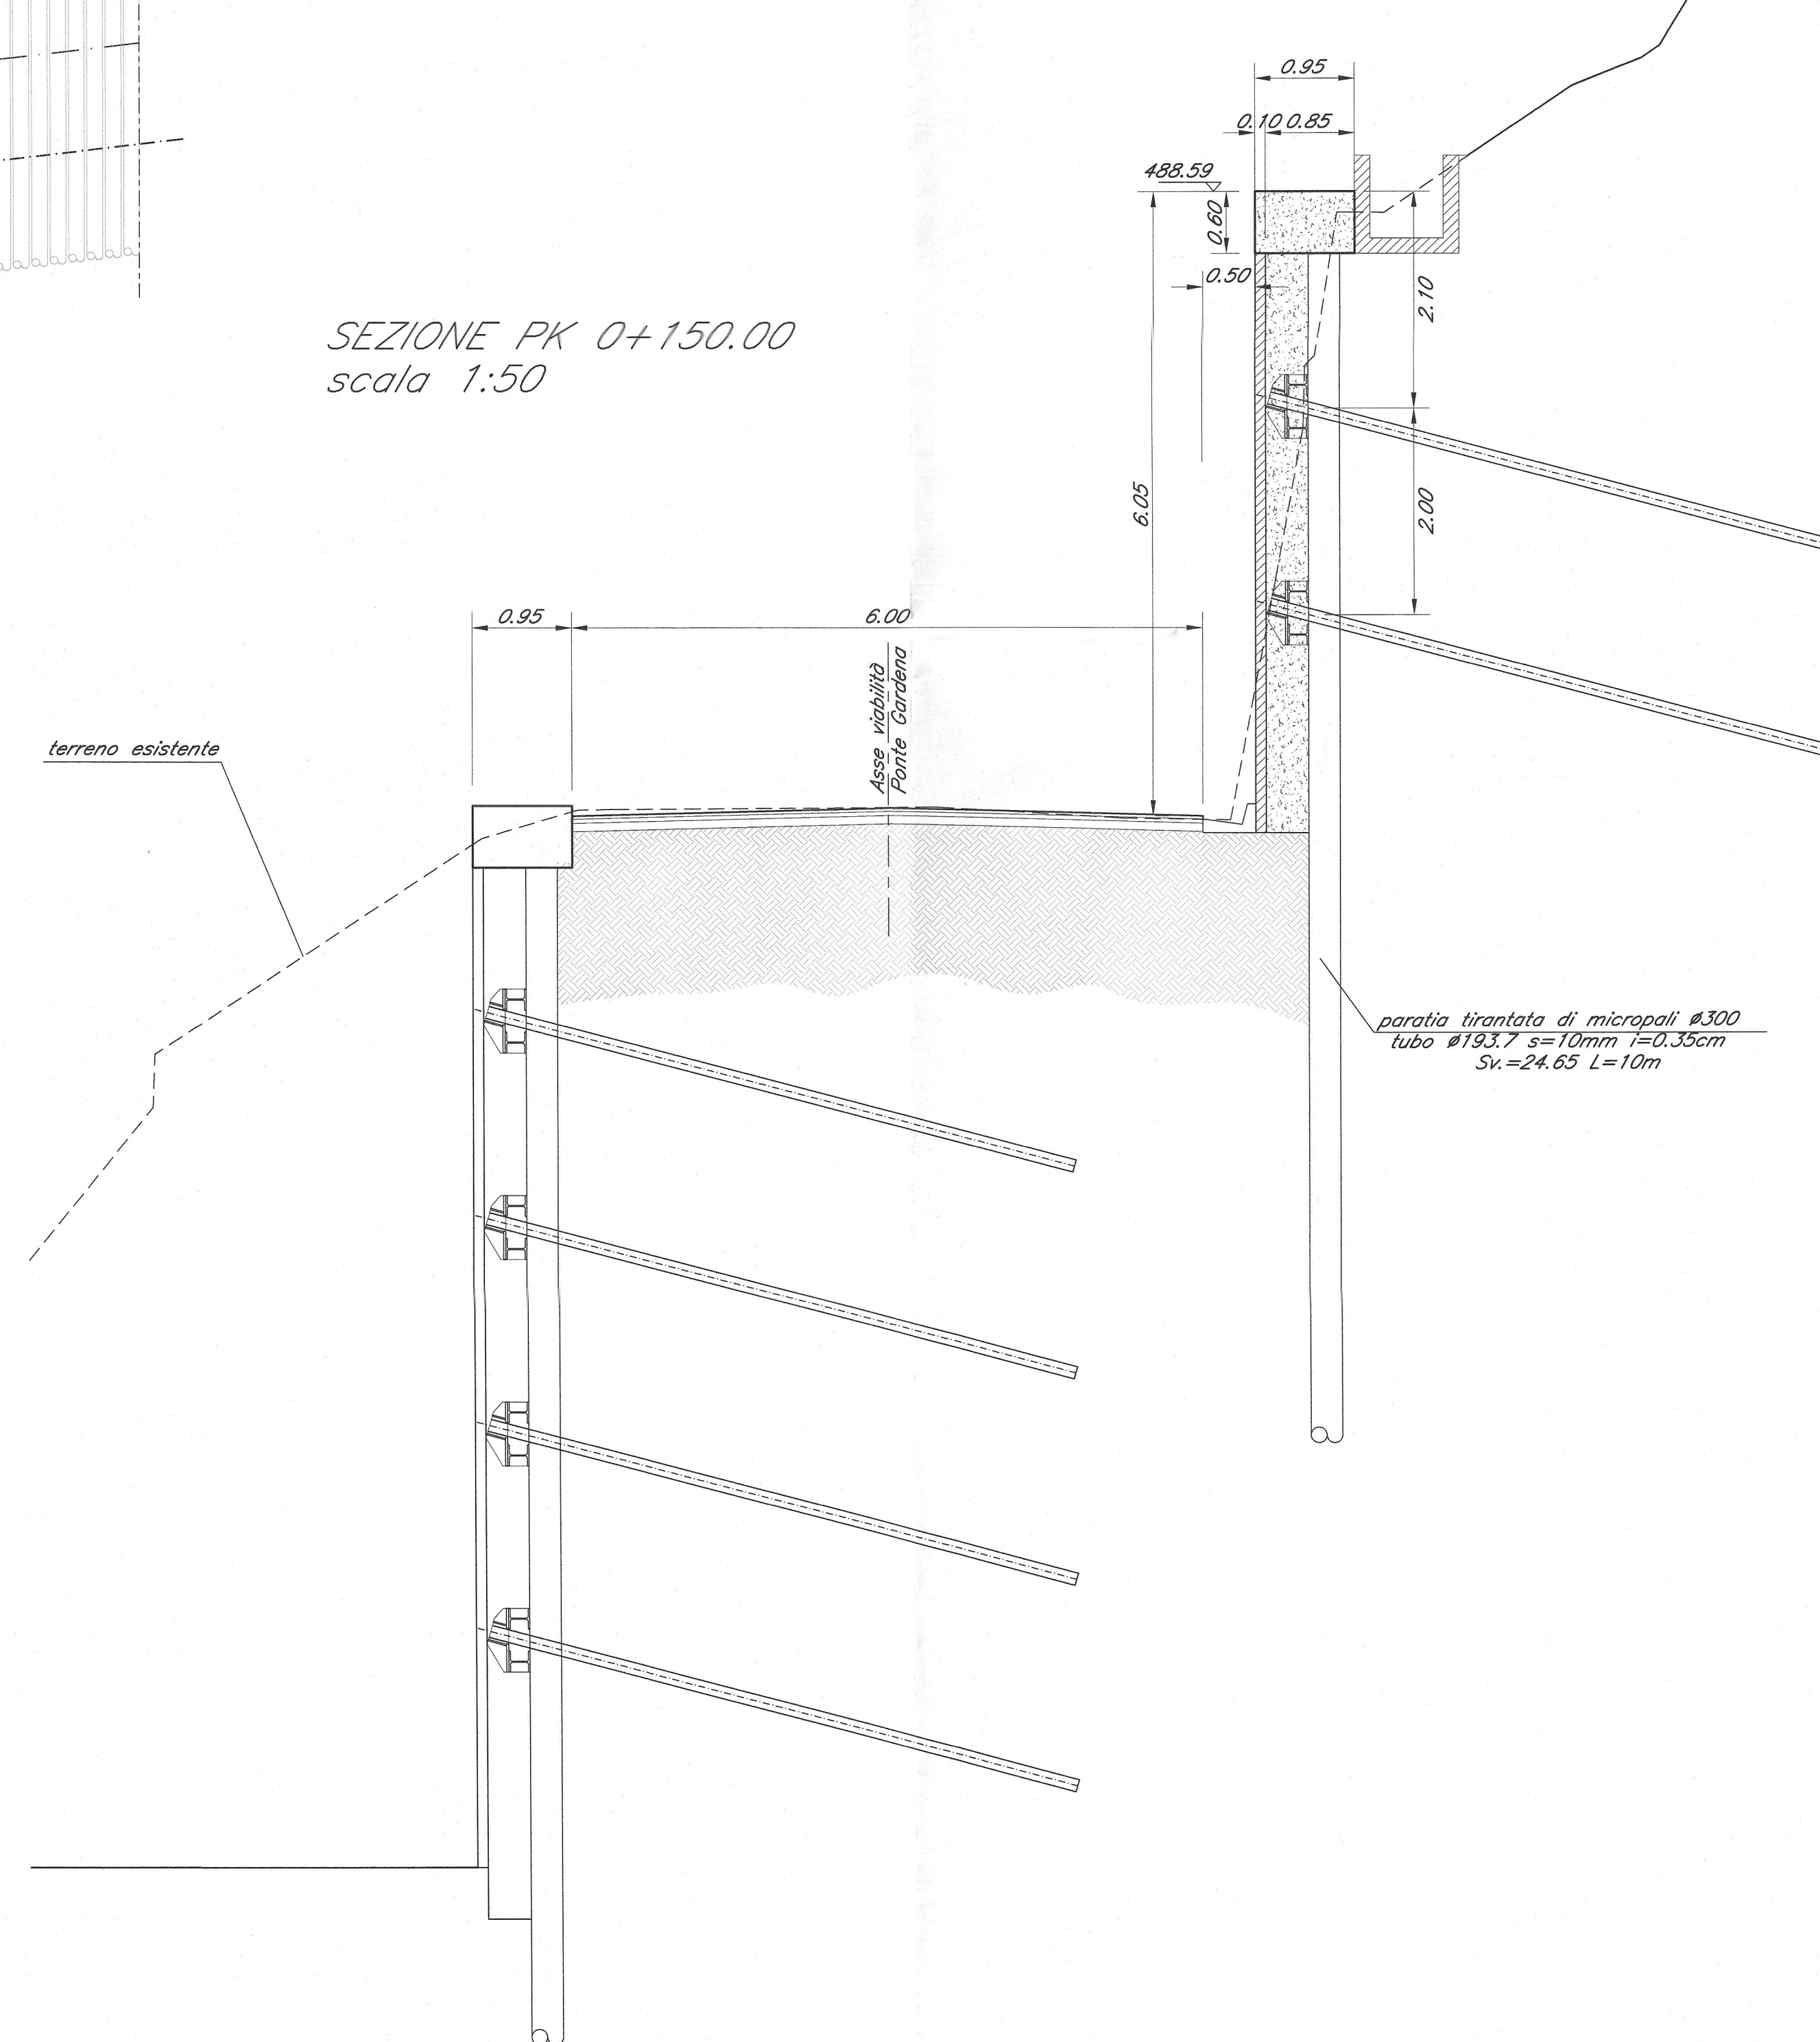 0.95
0.10 0.85
488.59
0.60
0.50
2.10
SEZIONE PK 0+150.00
scala 1:50
6.05
2.00
0.95
6.00
Asse viabilità
Ponte Gardena
terreno esistente
paratia tirantata di micropali ø300
tubo ø193.7 s=10mm i=0.35cm
Sv.=24.65 L=10m